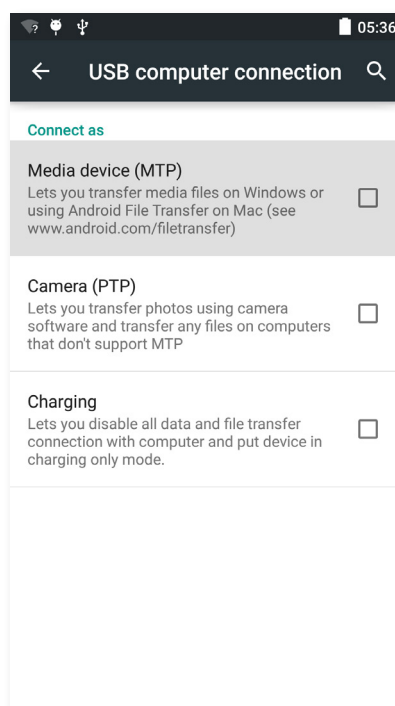 05:36
USB computer connection
Connect as
Media device (MTP)
Lets you transfer media files on Windows or
using Android File Transfer on Mac (see
www.android.com/filetransfer)
Camera (PTP)
Lets you transfer photos using camera
software and transfer any files on computers
that don't support MTP
Charging
Lets you disable all data and file transfer
connection with computer and put device in
charging only mode.